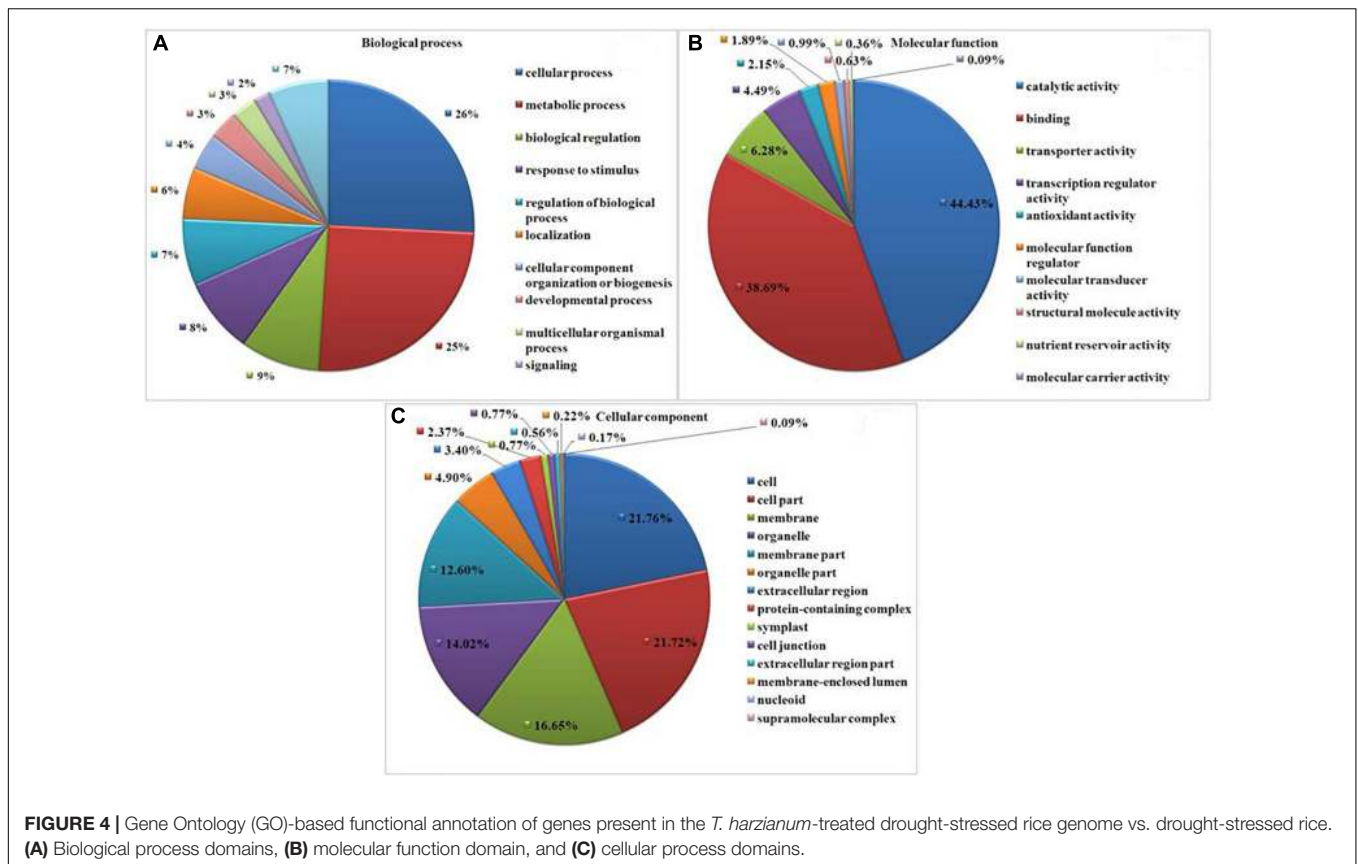 A
Biological process
7%
2%
3%
3%
4%
6%
7%
8%
9%
25%
26%
cellular process
metabolic process
biological regulation
response to stimulus
regulation of biological
process
localization
cellular component
organization or biogenesis
developmental process
multicellular organismal
process
signaling
B
Molecular function
1.89%
0.99%
0.36%
0.63%
0.09%
2.15%
4.49%
6.28%
38.69%
44.43%
catalytic activity
binding
transporter activity
transcription regulator
activity
antioxidant activity
molecular function
regulator
molecular transducer
activity
structural molecule activity
nutrient reservoir activity
molecular carrier activity
C
Cellular component
0.77%
0.22%
2.37%
0.56%
0.09%
3.40%
0.77%
0.17%
4.90%
12.60%
14.02%
16.65%
21.72%
21.76%
cell
cell part
membrane
organelle
membrane part
organelle part
extracellular region
protein-containing complex
symplast
cell junction
extracellular region part
membrane-enclosed lumen
nucleoid
supramolecular complex
FIGURE 4 | Gene Ontology (GO)-based functional annotation of genes present in the T. harzianum-treated drought-stressed rice genome vs. drought-stressed rice.
(A) Biological process domains, (B) molecular function domain, and (C) cellular process domains.